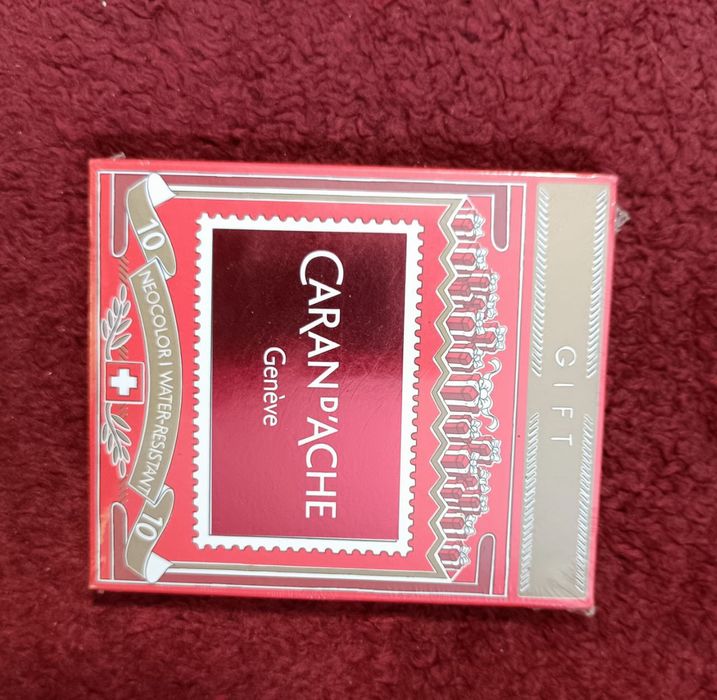 GIFT
CARAN D'ACHE
Genève
10 NEOCOLOR I WATER-RESISTANT 10